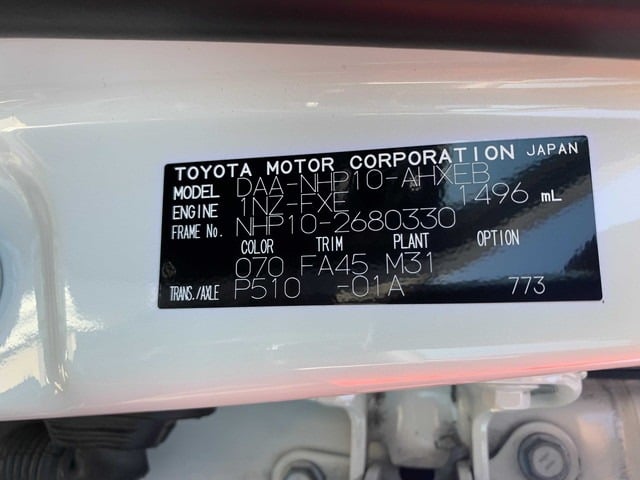 TOYOTA MOTOR CORPORATION JAPAN
MODEL DAA-NHP10-AHXEB
ENGINE 1NZ-FXE 1496 mL
FRAME No. NHP10-2680330
COLOR TRIM PLANT OPTION
070 FA45 M31
TRANS./AXLE P510 -01A 773